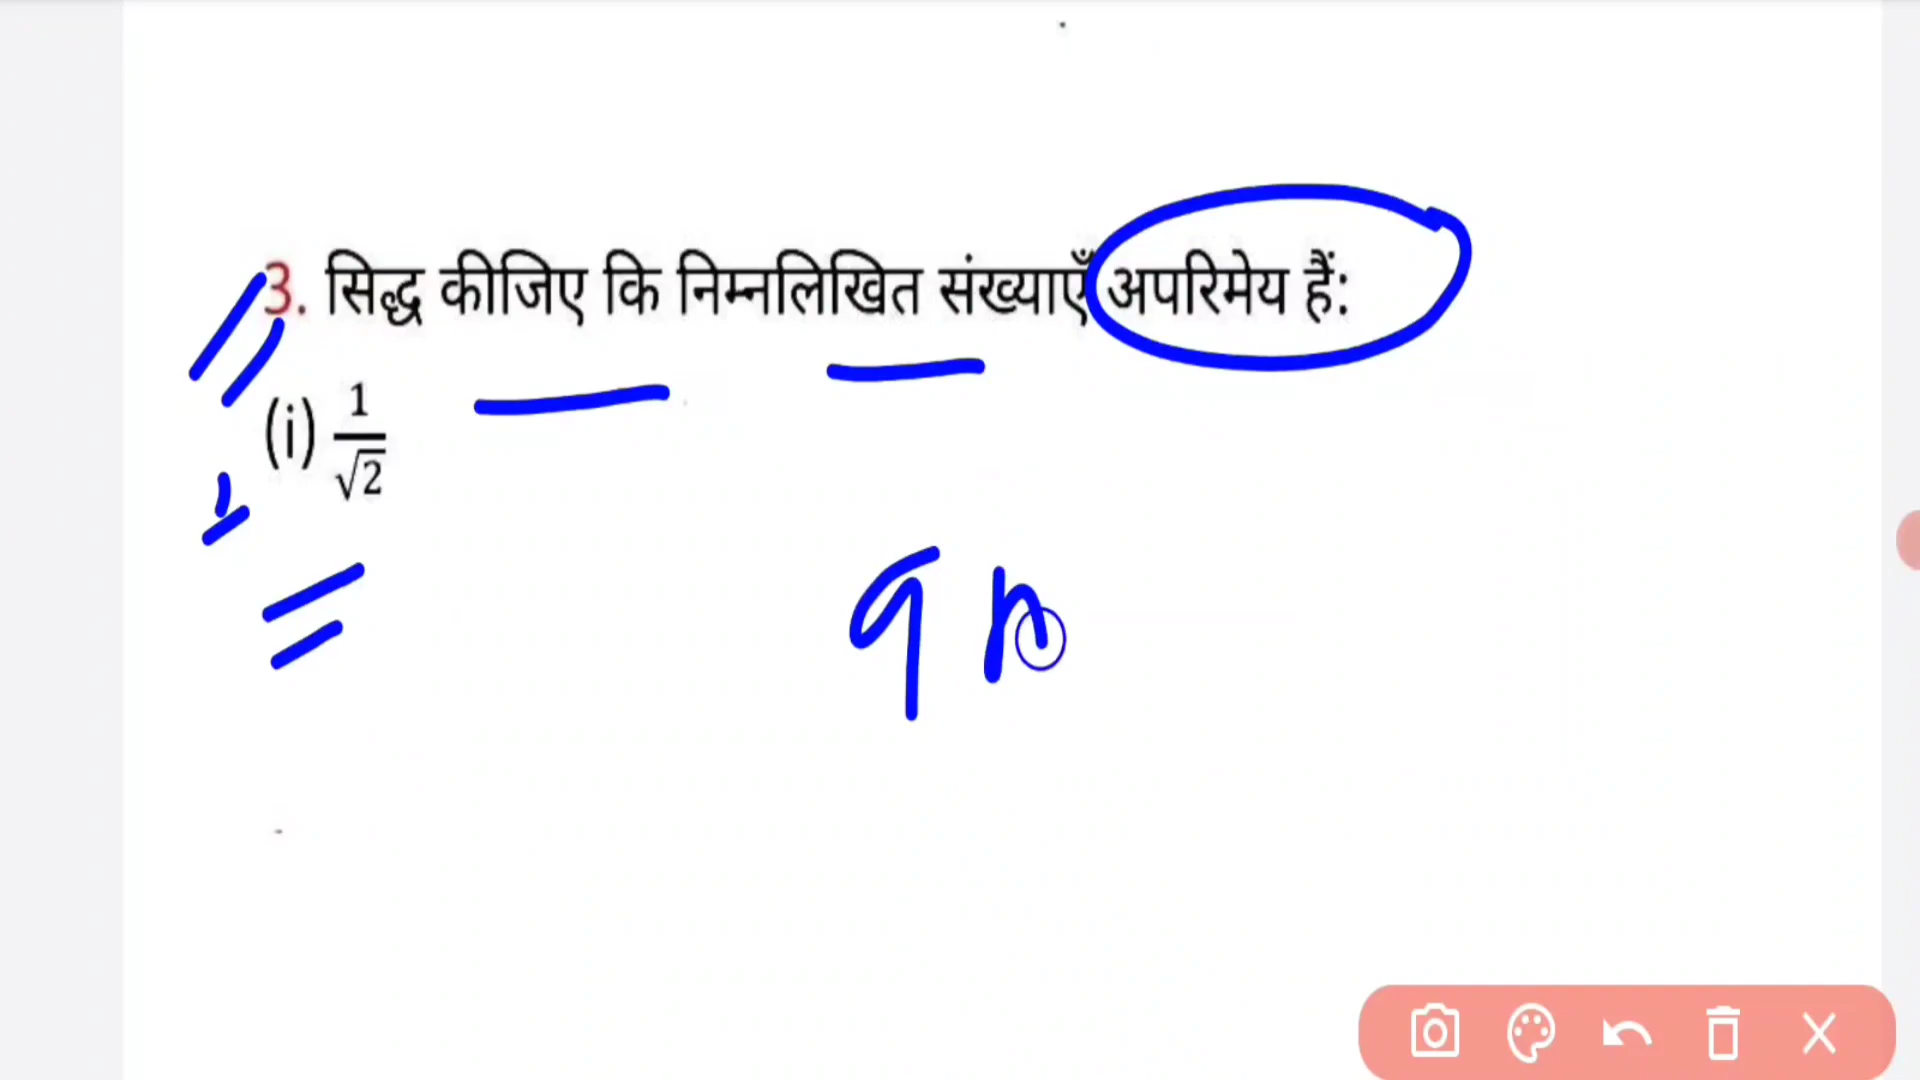 3. सिद्ध कीजिए कि निम्नलिखित संख्याएँ अपरिमेय हैं:
(i) 1/√2